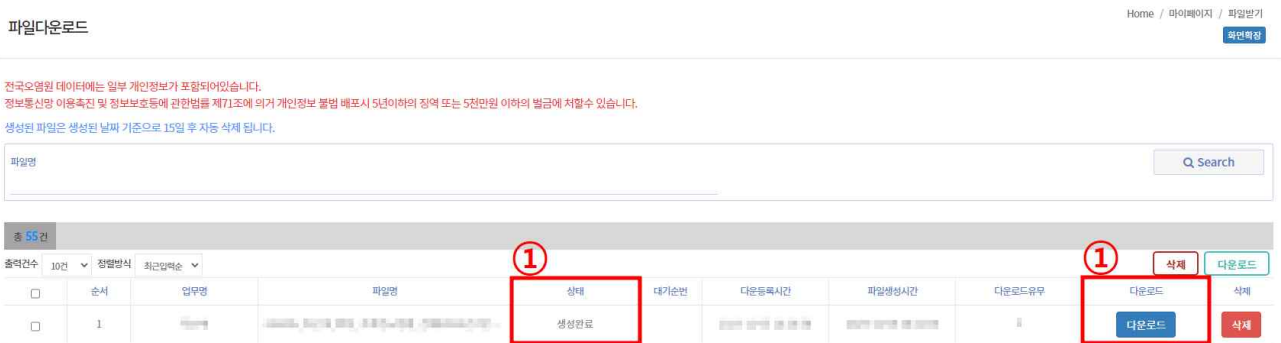 Home / 마이페이지 / 파일받기
파일다운로드
화면확장
전국오염원 데이터에는 일부 개인정보가 포함되어있습니다.
정보통신망 이용촉진 및 정보보호등에 관한법률 제71조에 의거 개인정보 불법 배포시 5년이하의 징역 또는 5천만원 이하의 벌금에 처할수 있습니다.
생성된 파일은 생성된 날짜 기준으로 15일 후 자동 삭제 됩니다.
파일명
Search
총 55건
출력건수 10건 정렬방식 최근입력순 ① ① 삭제 다운로드
순서 업무명 파일명 상태 대기순번 다운등록시간 파일생성시간 다운로드유무 다운로드 삭제
1 생성완료 다운로드 삭제